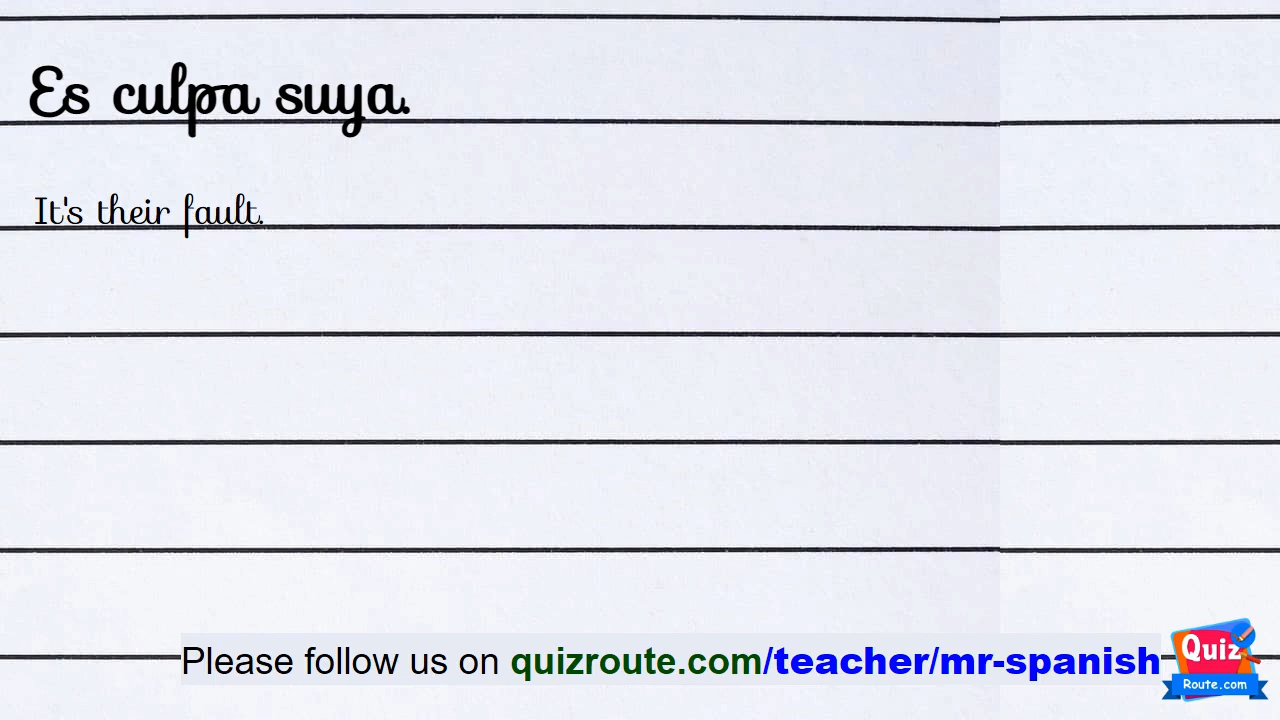 Es culpa suya.
It's their fault.
Please follow us on quizroute.com/teacher/mr-spanish
Quiz
Route.com